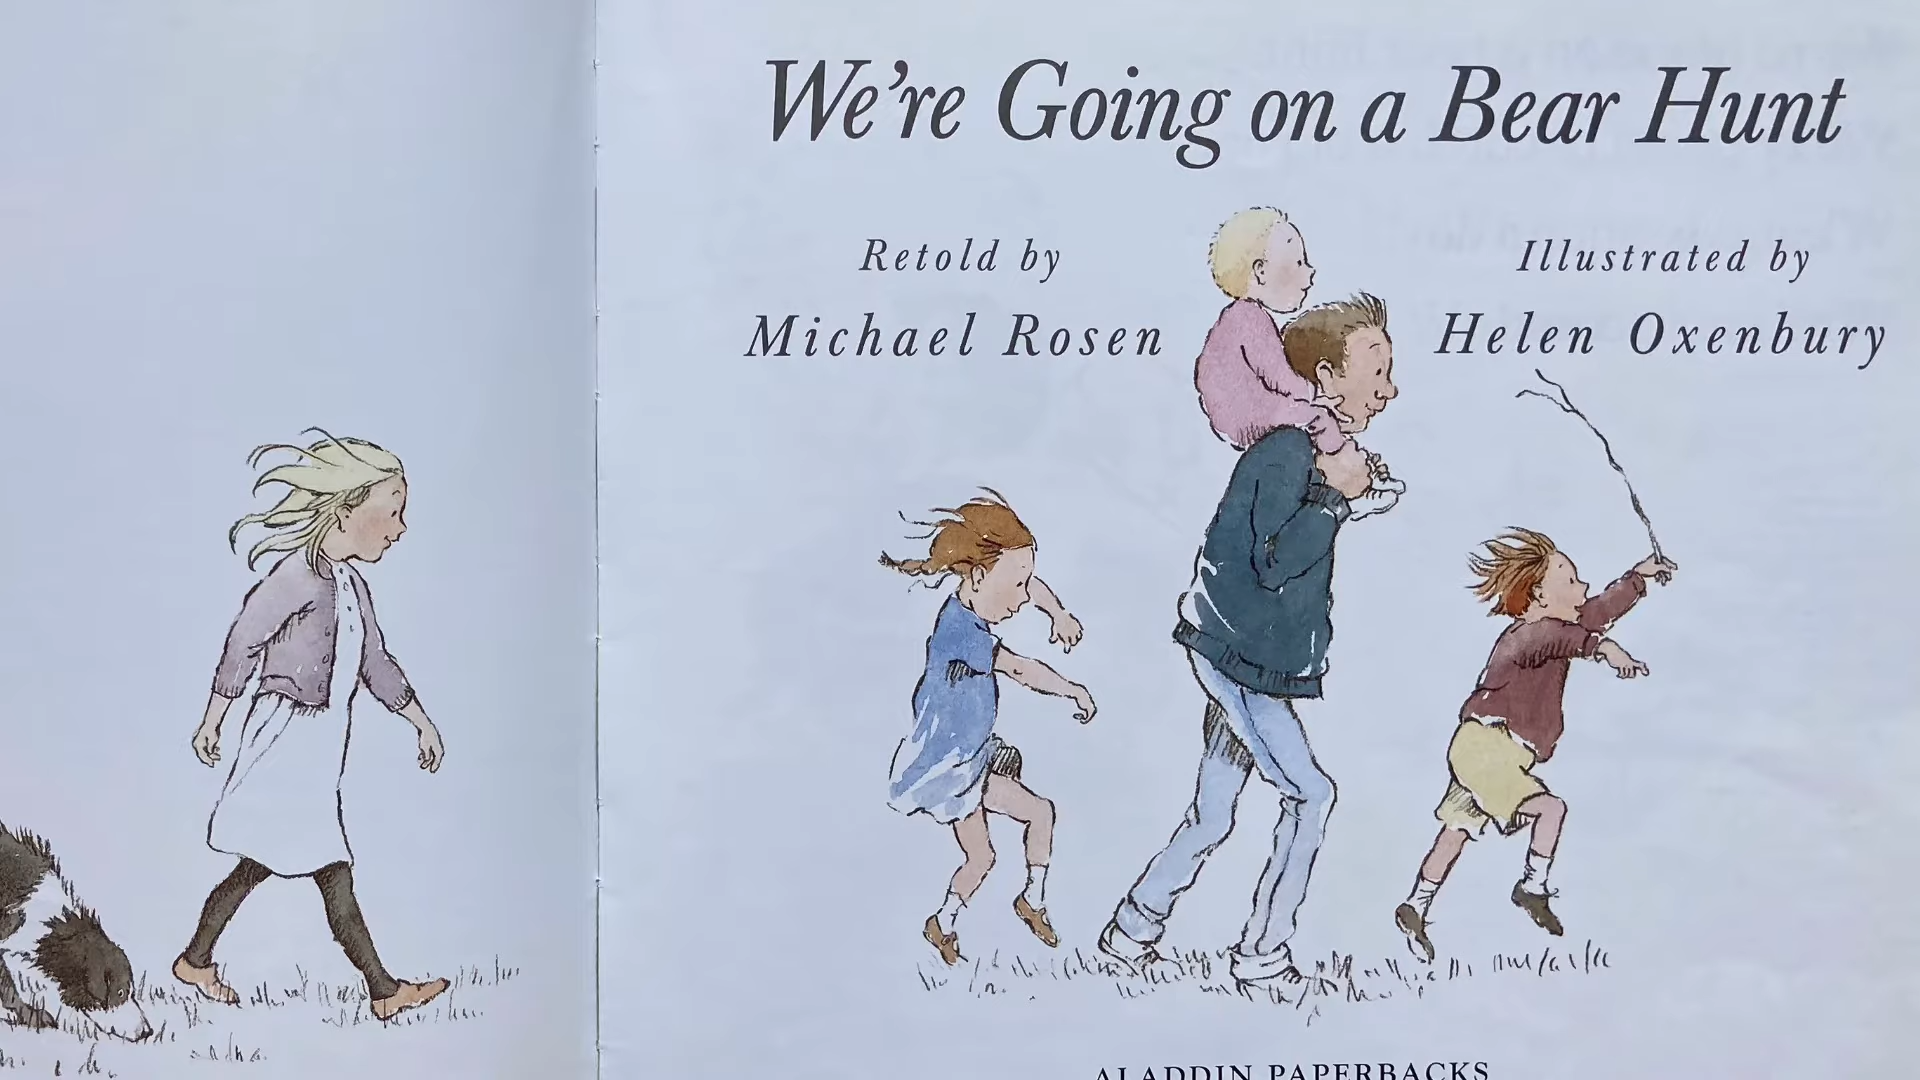 We're Going on a Bear Hunt
Retold by
Michael Rosen
Illustrated by
Helen Oxenbury
ALADDIN PAPERBACKS